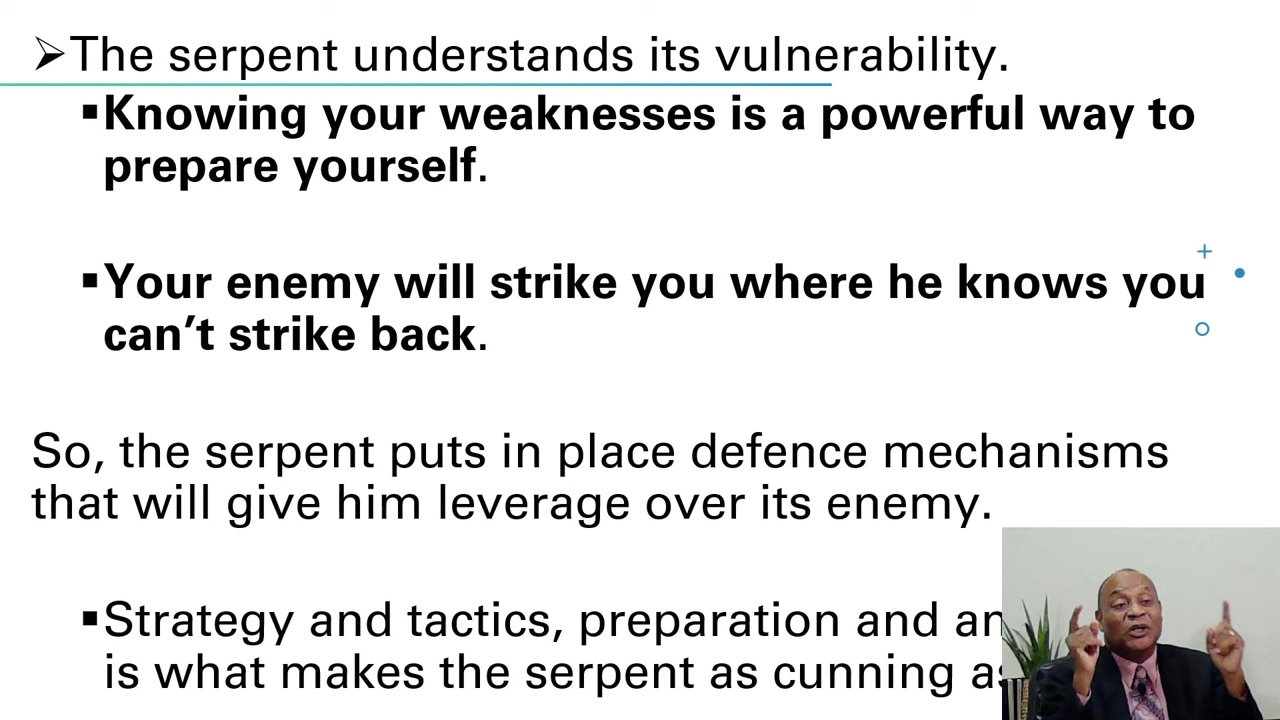 The serpent understands its vulnerability.
Knowing your weaknesses is a powerful way to
prepare yourself.
Your enemy will strike you where he knows you
can’t strike back.
So, the serpent puts in place defence mechanisms
that will give him leverage over its enemy.
Strategy and tactics, preparation and
is what makes the serpent as cunning